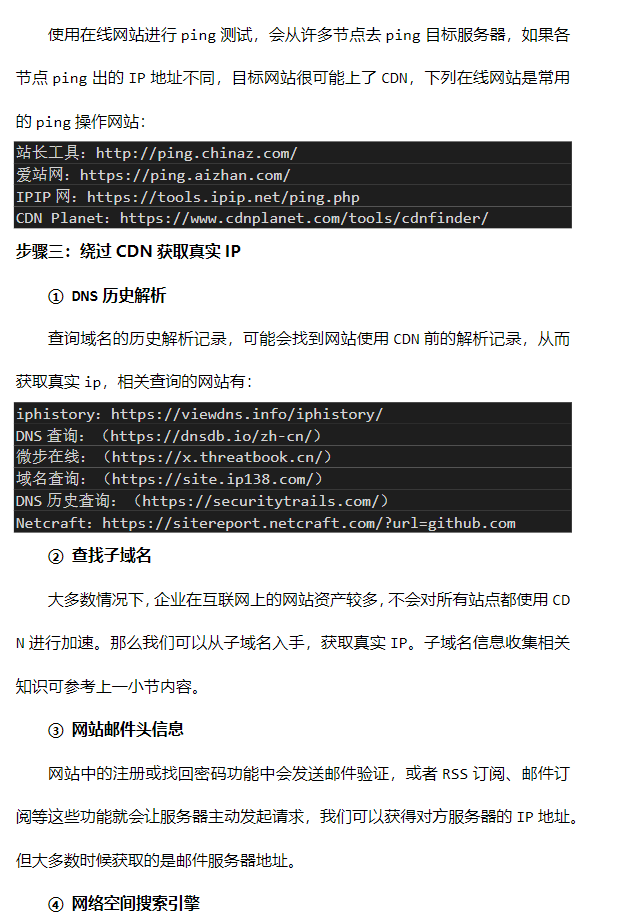 使用在线网站进行 ping 测试，会从许多节点去 ping 目标服务器，如果各
节点 ping 出的 IP 地址不同，目标网站很可能上了 CDN，下列在线网站是常用
的 ping 操作网站：
站长工具：http://ping.chinaz.com/
爱站网：https://ping.aizhan.com/
IPIP 网：https://tools.ipip.net/ping.php
CDN Planet：https://www.cdnplanet.com/tools/cdnfinder/
步骤三：绕过 CDN 获取真实 IP
① DNS 历史解析
查询域名的历史解析记录，可能会找到网站使用 CDN 前的解析记录，从而
获取真实 ip，相关查询的网站有：
iphistory：https://viewdns.info/iphistory/
DNS 查询：（https://dnsdb.io/zh-cn/）
微步在线：（https://x.threatbook.cn/）
域名查询：（https://site.ip138.com/）
DNS 历史查询：（https://securitytrails.com/）
Netcraft：https://sitereport.netcraft.com/?url=github.com
② 查找子域名
大多数情况下，企业在互联网上的网站资产较多，不会对所有站点都使用 CD
N 进行加速。那么我们可以从子域名入手，获取真实 IP。子域名信息收集相关
知识可参考上一小节内容。
③ 网站邮件头信息
网站中的注册或找回密码功能中会发送邮件验证，或者 RSS 订阅、邮件订
阅等这些功能就会让服务器主动发起请求，我们可以获得对方服务器的 IP 地址。
但大多数时候获取的是邮件服务器地址。
④ 网络空间搜索引擎